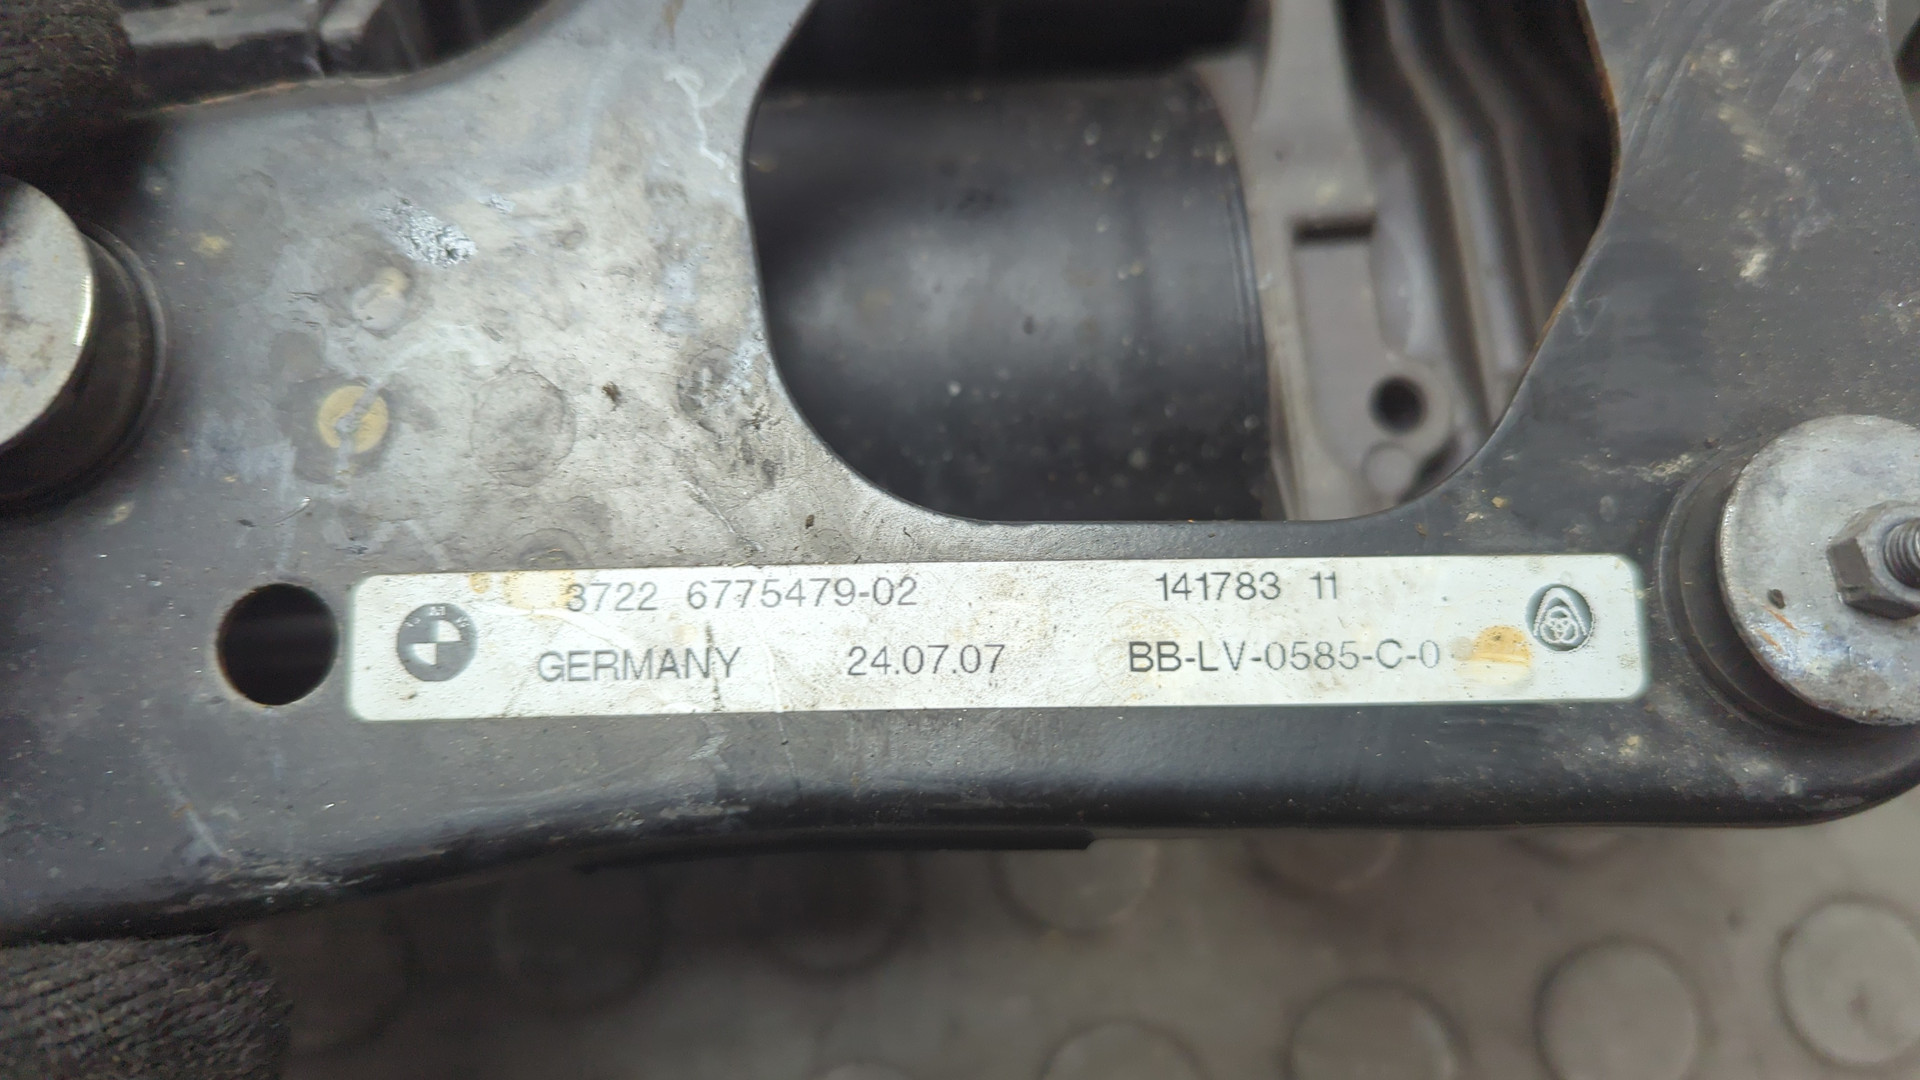 3722 6775479-02 141783 11
GERMANY 24.07.07 BB-LV-0585-C-0